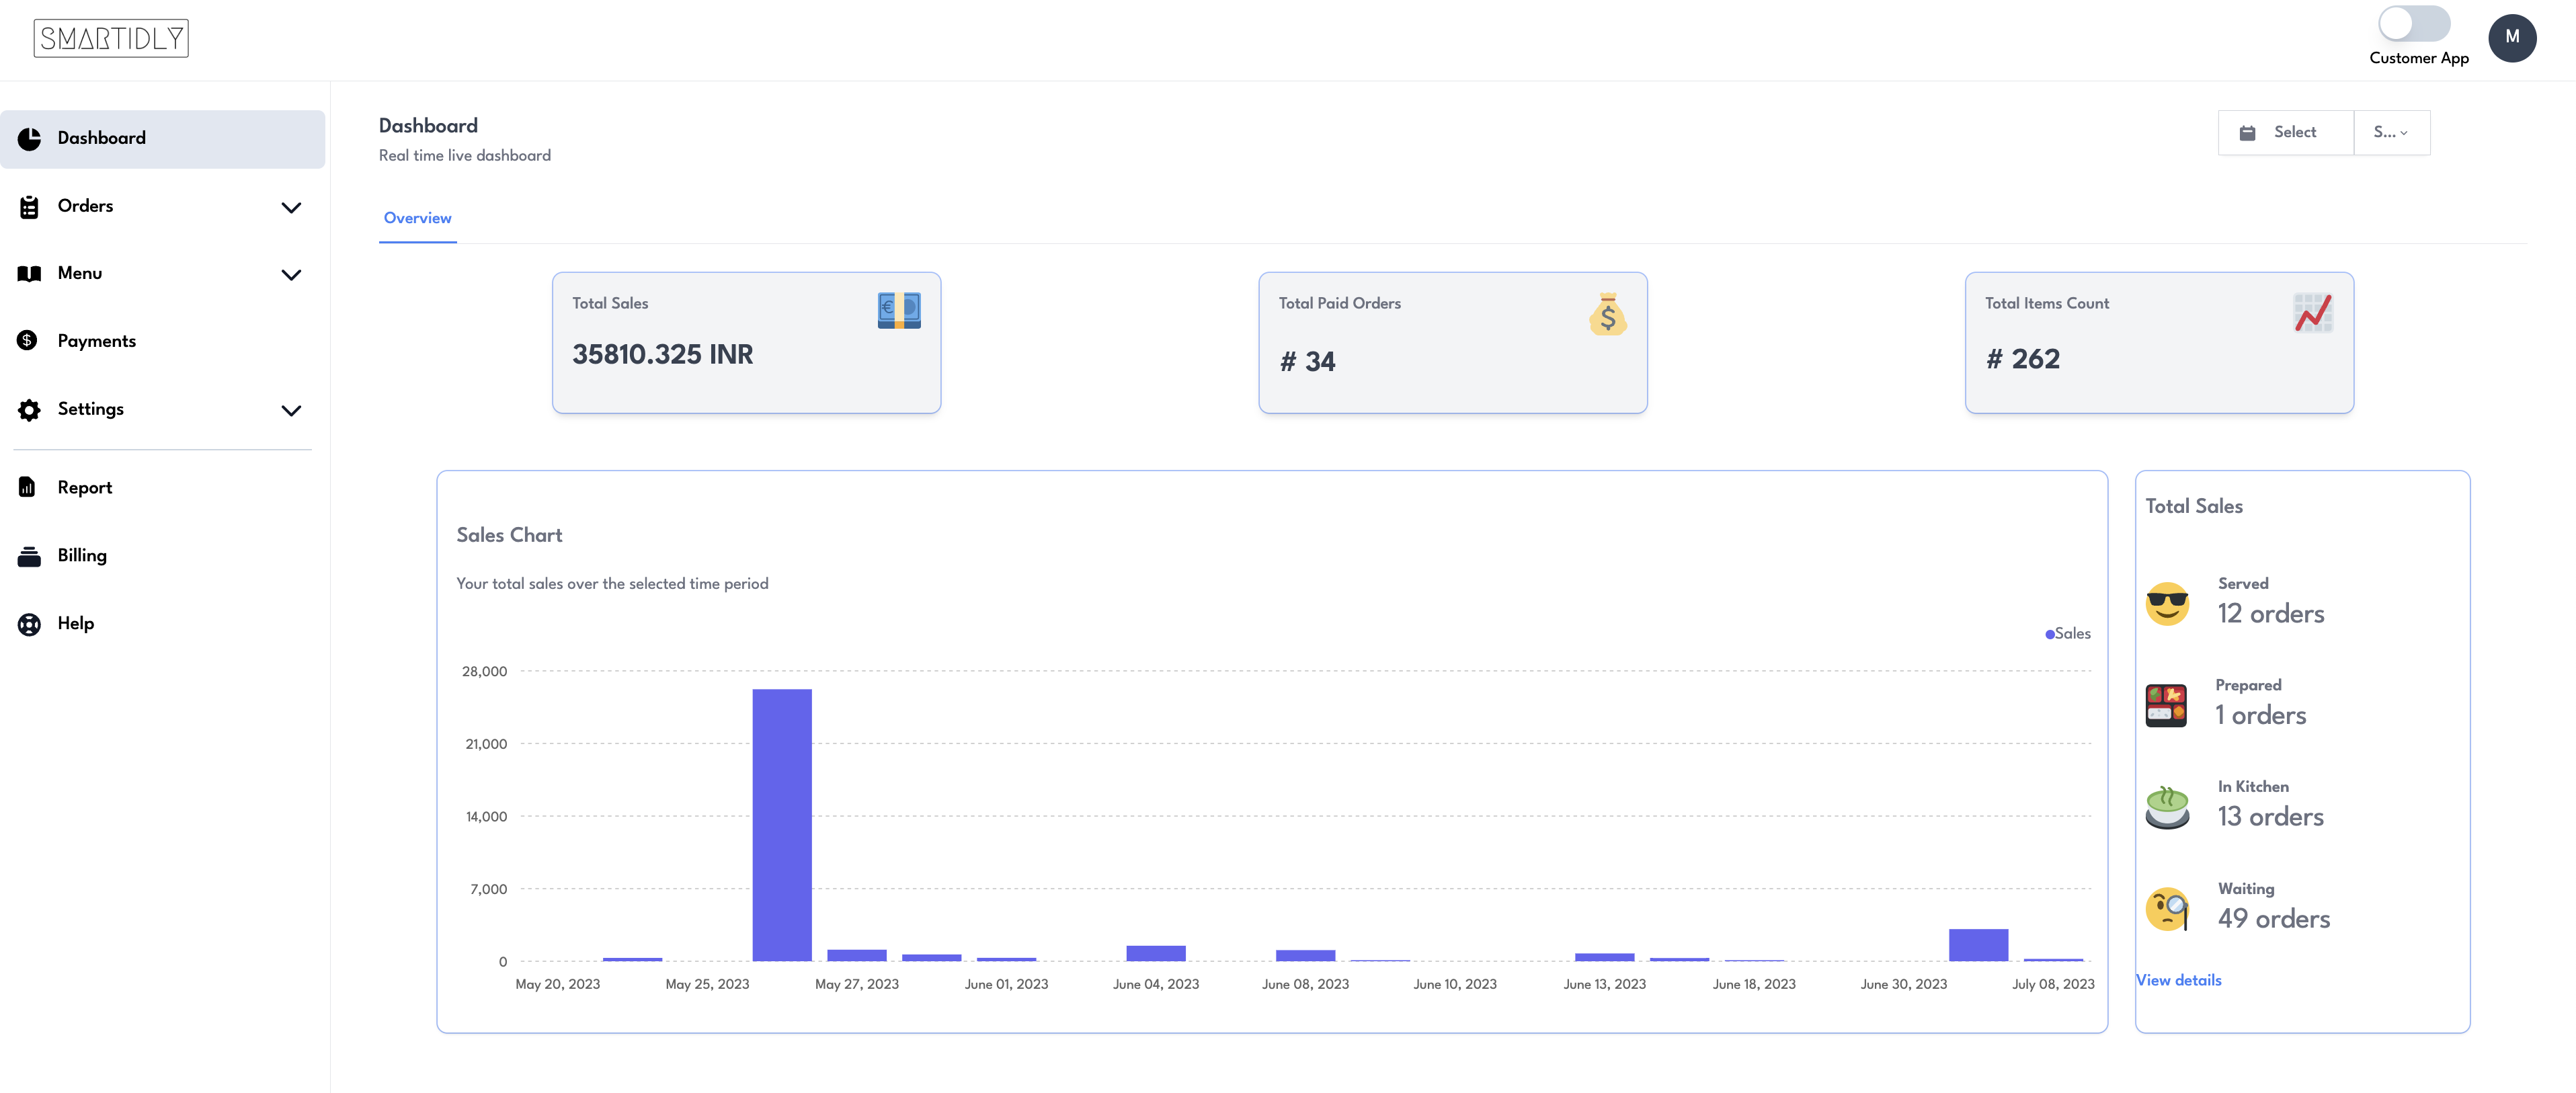 SMARTIDLY
Customer App
M
Dashboard
Orders
Menu
Payments
Settings
Report
Billing
Help
Dashboard
Real time live dashboard
Select
S...
Overview
Total Sales
35810.325 INR
Total Paid Orders
# 34
Total Items Count
# 262
Sales Chart
Your total sales over the selected time period
Sales
28,000
21,000
14,000
7,000
0
May 20, 2023
May 25, 2023
May 27, 2023
June 01, 2023
June 04, 2023
June 08, 2023
June 10, 2023
June 13, 2023
June 18, 2023
June 30, 2023
July 08, 2023
Total Sales
Served
12 orders
Prepared
1 orders
In Kitchen
13 orders
Waiting
49 orders
View details